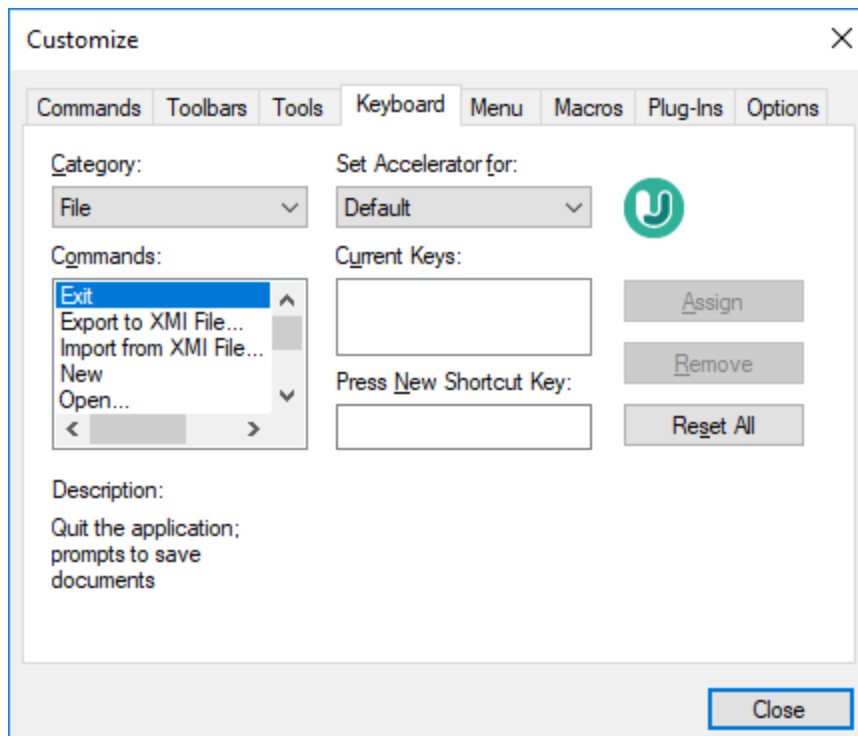 Customize
Commands Toolbars Tools Keyboard Menu Macros Plug-Ins Options
Category:
File
Set Accelerator for:
Default
Commands:
Exit
Export to XMI File...
Import from XMI File...
New
Open...
Current Keys:
Press New Shortcut Key:
Assign
Remove
Reset All
Description:
Quit the application;
prompts to save
documents
Close